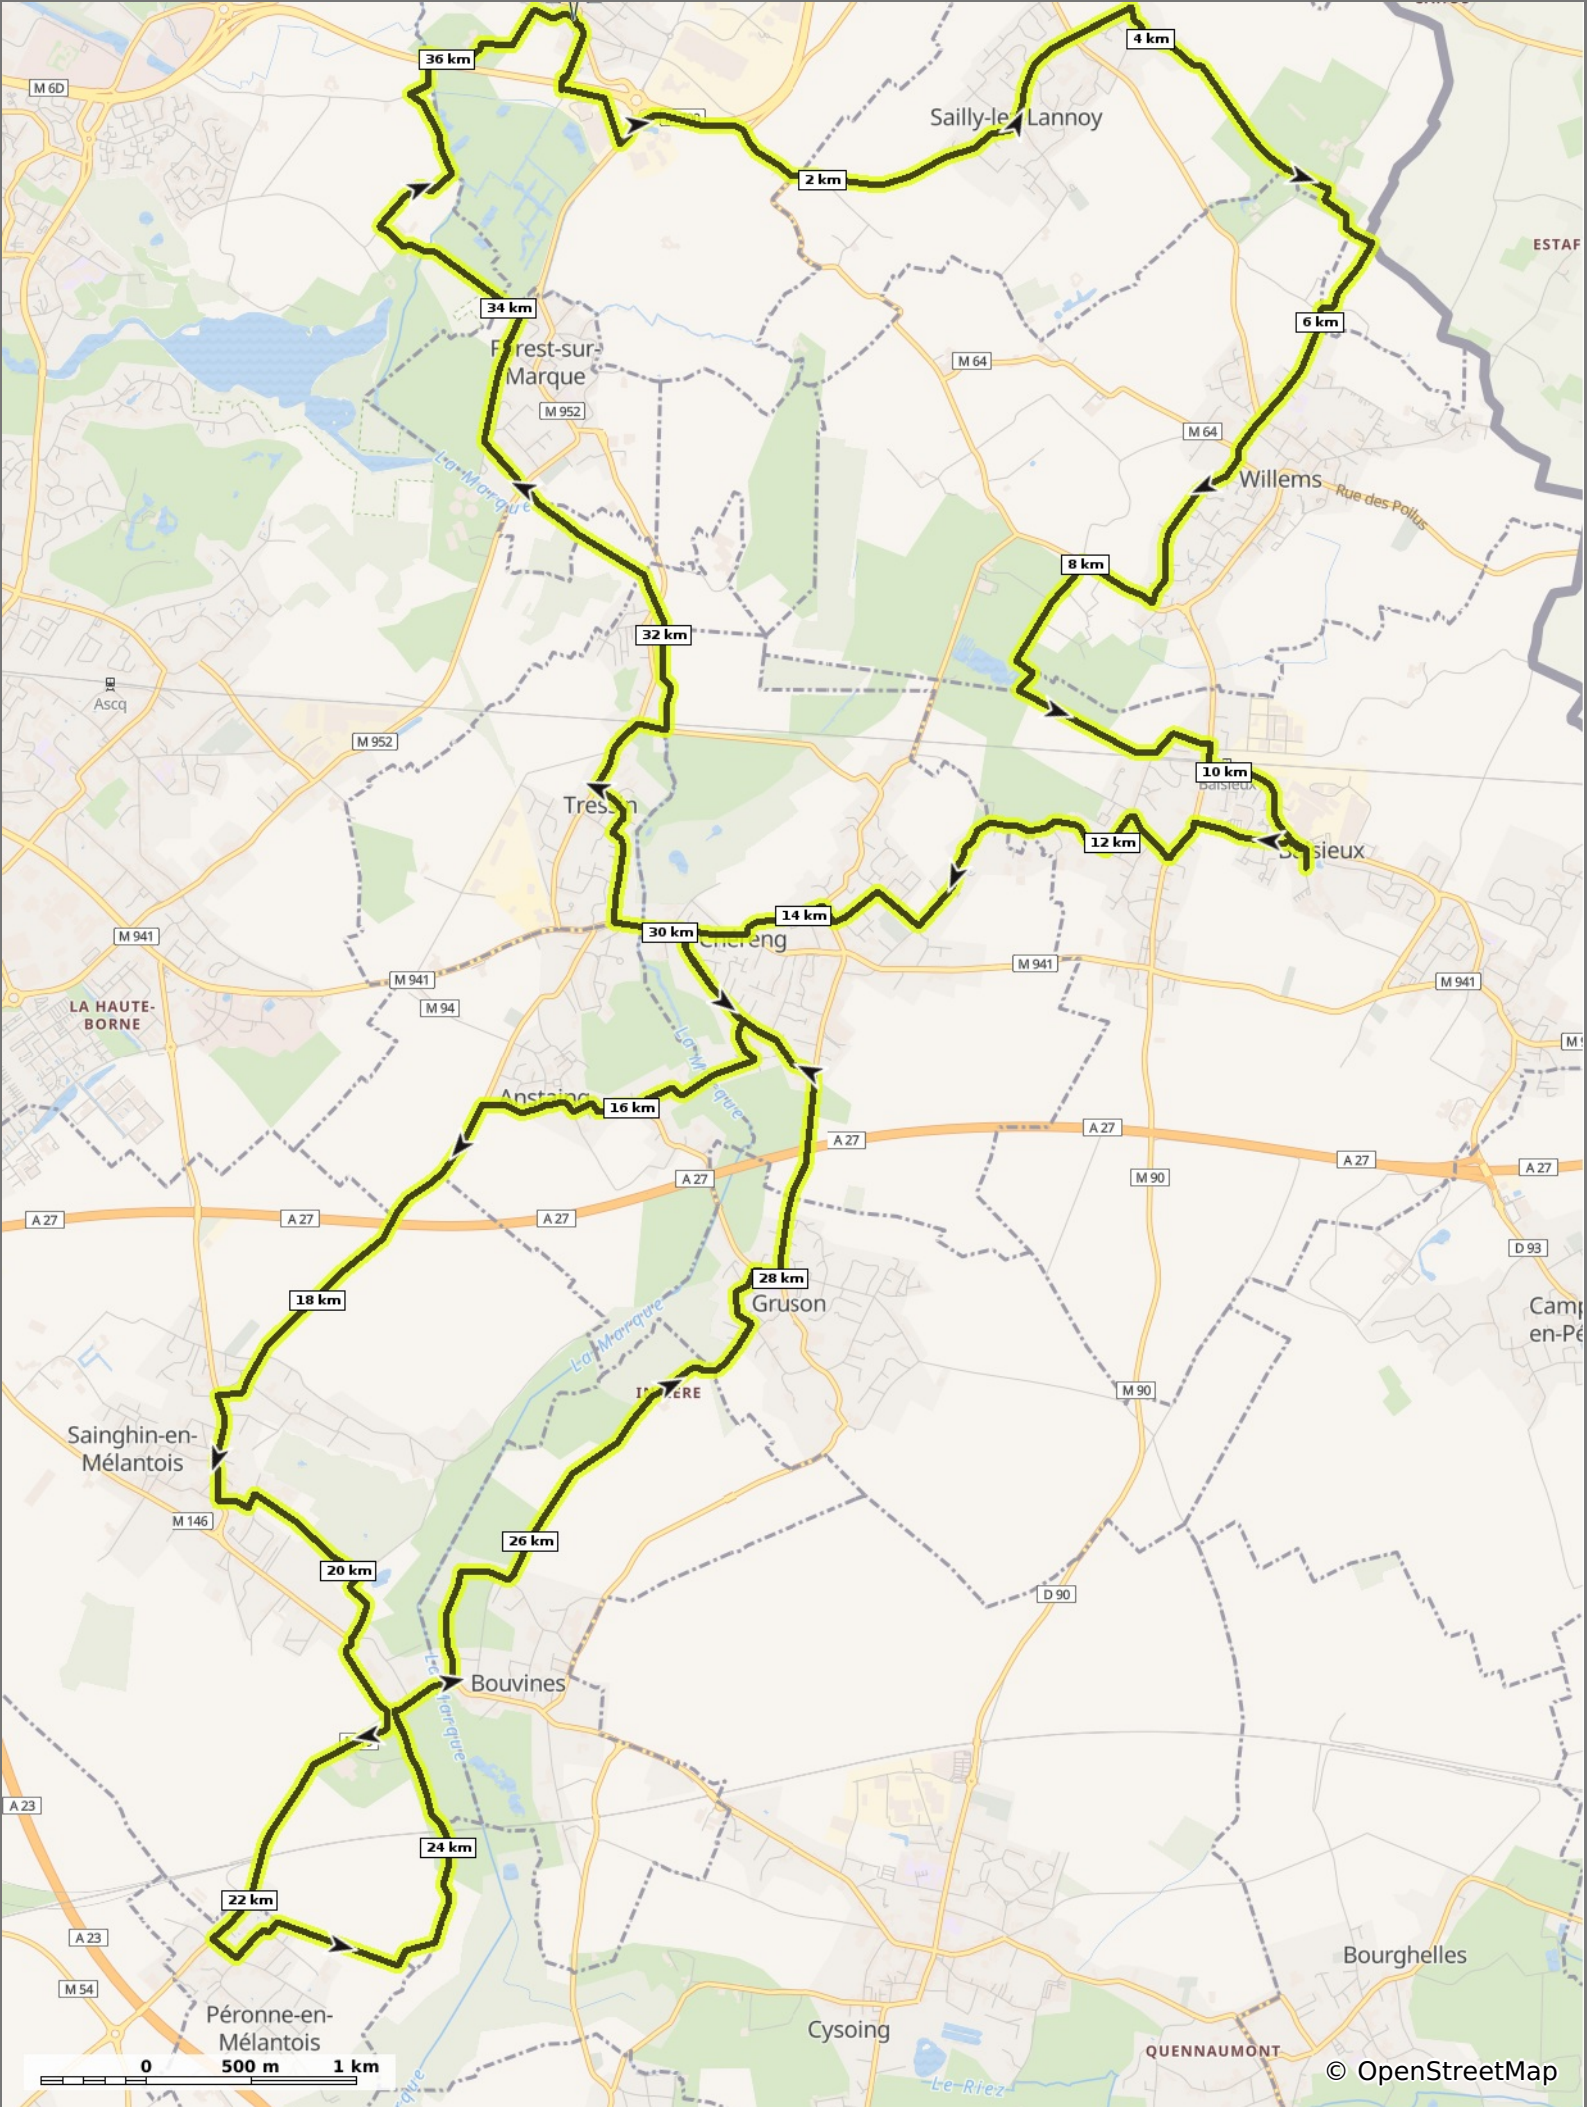 4 km
36 km
M 6D
Sailly-le Lannoy
2 km
ESTAF
34 km
6 km
Forest-sur-
Marque
M 64
M 952
M 64
La Marque
Willems
Rue des Poilus
8 km
32 km
Ascq
M 952
10 km
Baisieux
Tressin
12 km
Baisieux
14 km
30 km
Chéreng
M 941
M 941
M 941
M 941
M 94
LA HAUTE-
BORNE
La Marque
Anstaing
16 km
A 27
A 27
A 27
A 27
A 27
M 90
A 27
A 27
A 27
D 93
28 km
Gruson
18 km
Camp
en-Pé
La Marque
M 90
Sainghin-en-
Mélantois
M 146
26 km
20 km
D 90
La Marque
Bouvines
A 23
24 km
22 km
A 23
Bourghelles
M 54
Péronne-en-
Mélantois
Cysoing
QUENNAUMONT
0 500 m 1 km
Le Riez
© OpenStreetMap